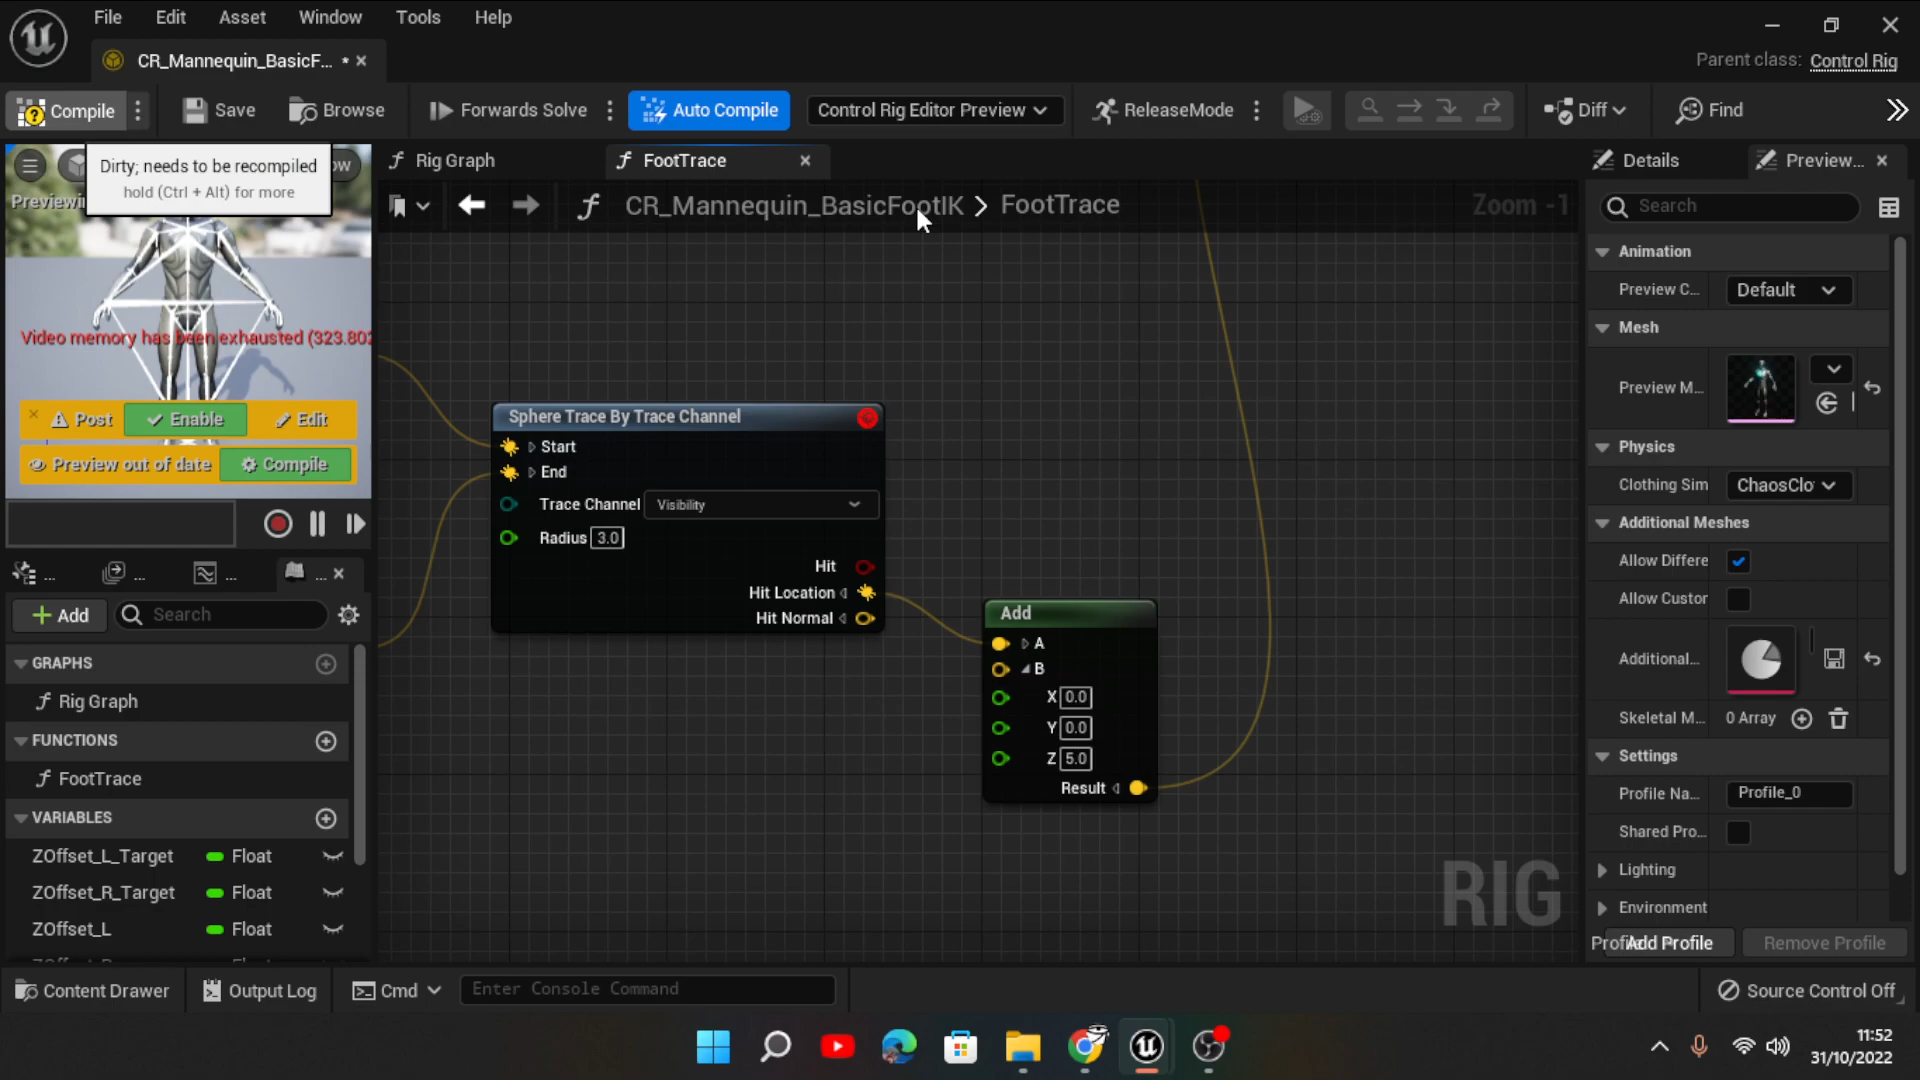 File Edit Asset Window Tools Help
CR_Mannequin_BasicF... •
Parent class: Control Rig
Compile Save Browse Forwards Solve Auto Compile Control Rig Editor Preview ReleaseMode Diff Find
Dirty; needs to be recompiled
hold (Ctrl + Alt) for more
ow
Previewi
Rig Graph FootTrace
CR_Mannequin_BasicFootIK > FootTrace
Zoom -1
Details Preview...
Search
Video memory has been exhausted (323.802
Post Enable Edit
Preview out of date Compile
Sphere Trace By Trace Channel
Start
End
Trace Channel Visibility
Radius 3.0
Hit
Hit Location
Hit Normal
Add
A
B
X 0.0
Y 0.0
Z 5.0
Result
RIG
... ... ... ...
Add Search
GRAPHS
Rig Graph
FUNCTIONS
FootTrace
VARIABLES
ZOffset_L_Target Float
ZOffset_R_Target Float
ZOffset_L Float
Animation
Preview C... Default
Mesh
Preview M...
Physics
Clothing Sim ChaosClo
Additional Meshes
Allow Differe
Allow Custor
Additional...
Skeletal M... 0 Array
Settings
Profile Na... Profile_0
Shared Pro...
Lighting
Environment
Add Profile Remove Profile
Content Drawer Output Log Cmd Enter Console Command Source Control Off
11:52
31/10/2022